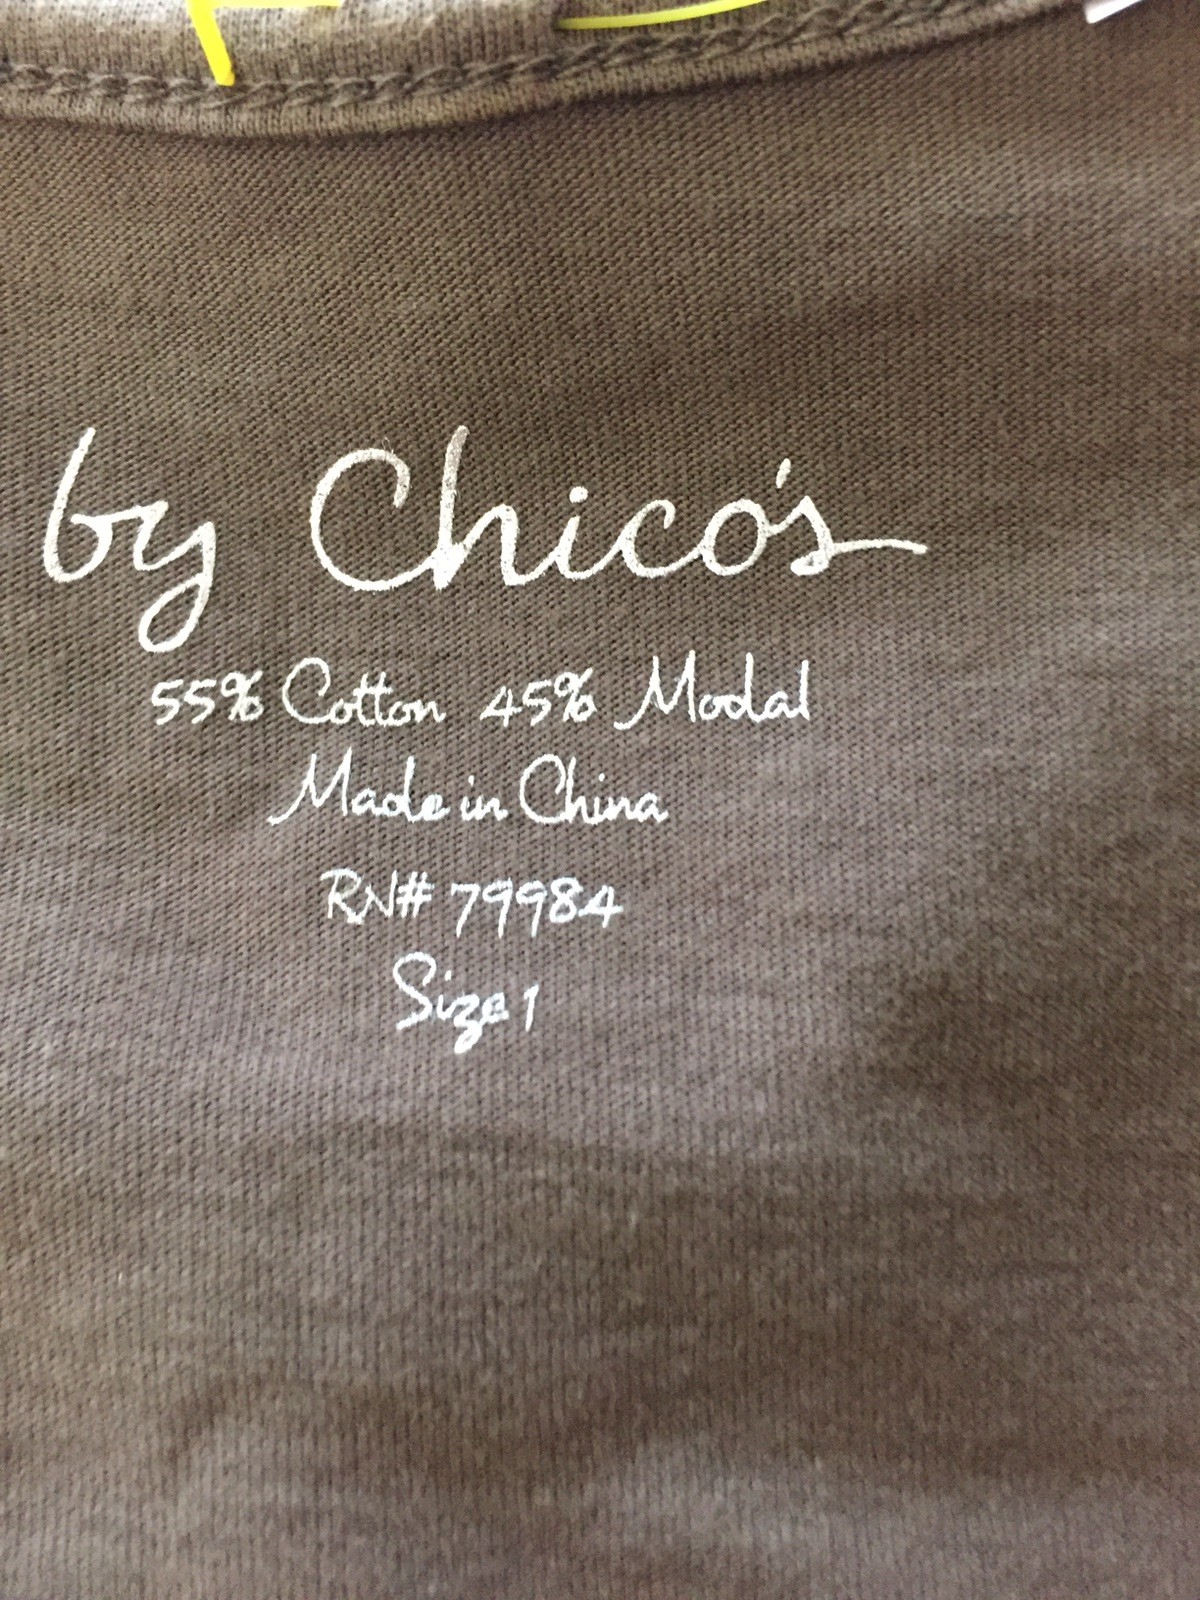 by Chico's
55% Cotton 45% Modal
Made in China
RN# 79984
Size 1